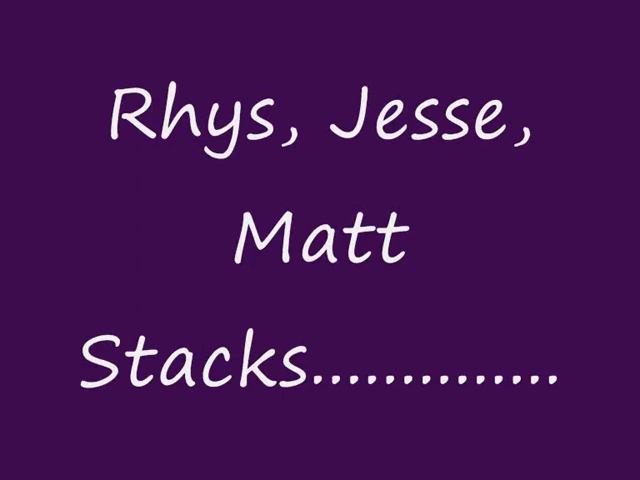 Rhys, Jesse,
Matt
Stacks..............